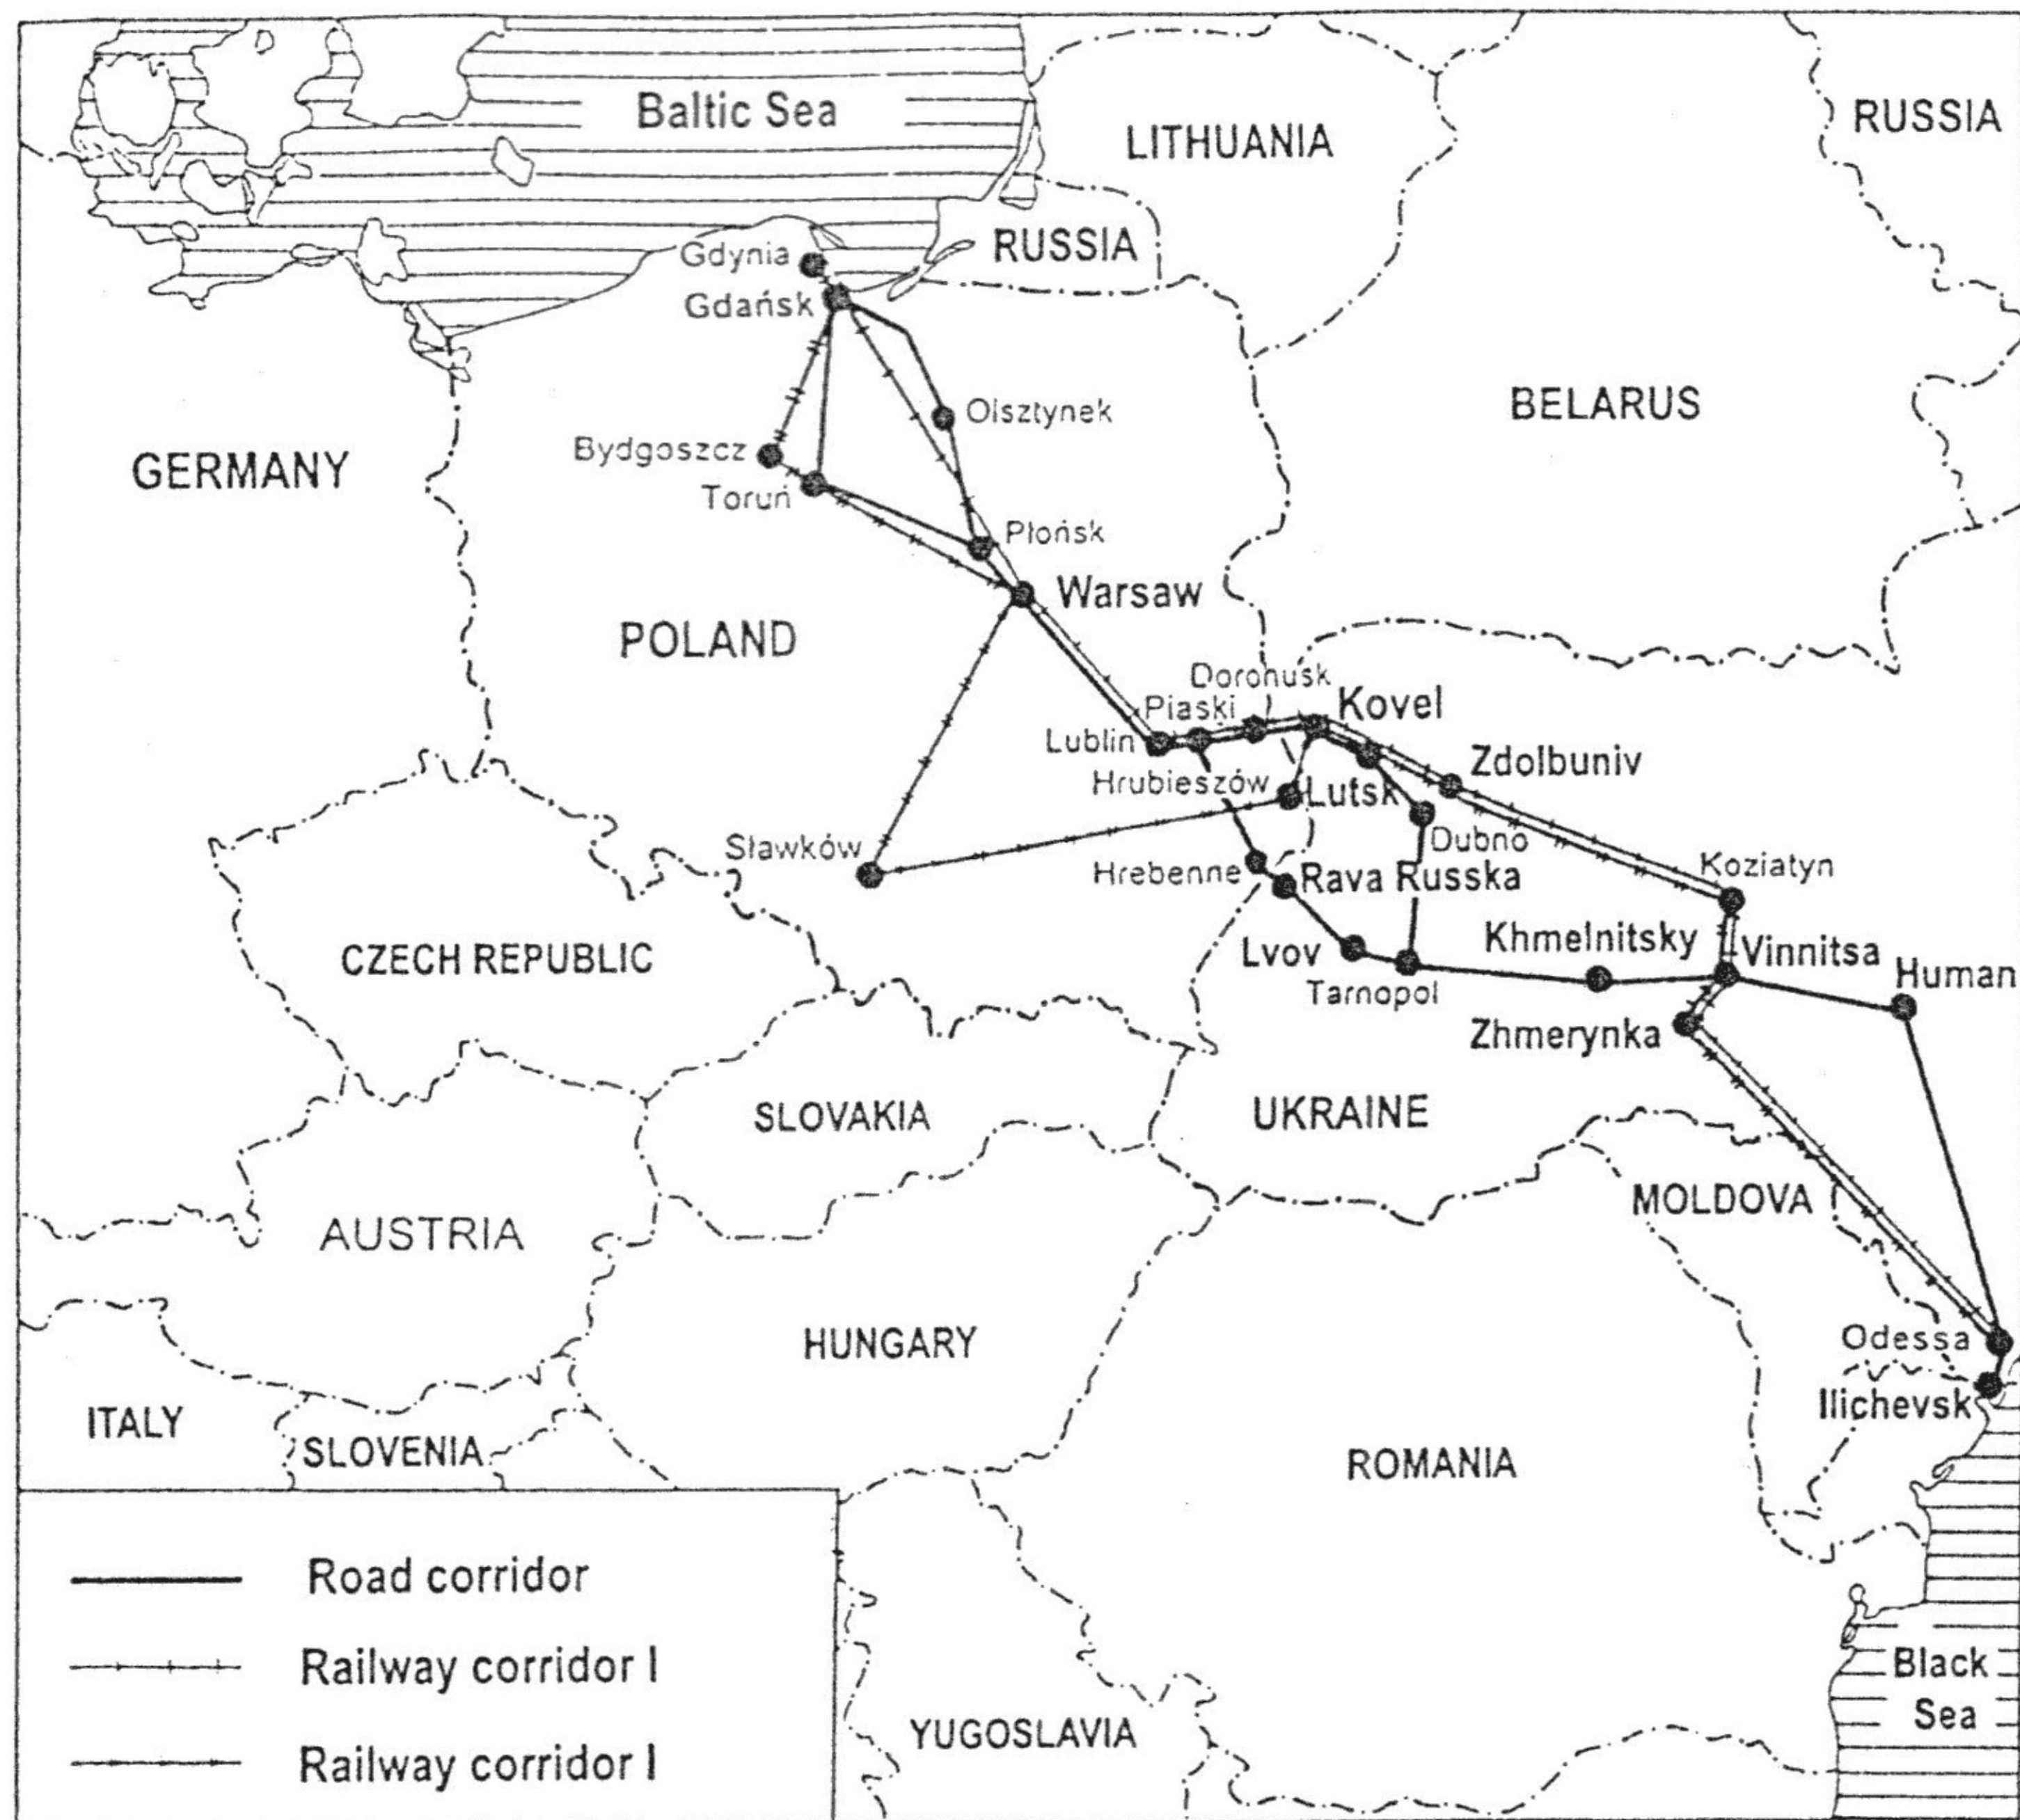 Baltic Sea
LITHUANIA
RUSSIA
RUSSIA
Gdynia
Gdańsk
BELARUS
Olsztynek
Bydgoszcz
GERMANY
Toruń
Płońsk
Warsaw
POLAND
Dorohusk
Piaski
Kovel
Lublin
Zdolbuniv
Hrubieszów
Lutsk
Dubno
Sławków
Koziatyn
Hrebenne
Rava Russka
Khmelnitsky
Vinnitsa
Lvov
CZECH REPUBLIC
Human
Tarnopol
Zhmerynka
SLOVAKIA
UKRAINE
MOLDOVA
AUSTRIA
Odessa
HUNGARY
Ilichevsk
ITALY
SLOVENIA
ROMANIA
Road corridor
Railway corridor I
Black
Sea
YUGOSLAVIA
Railway corridor I